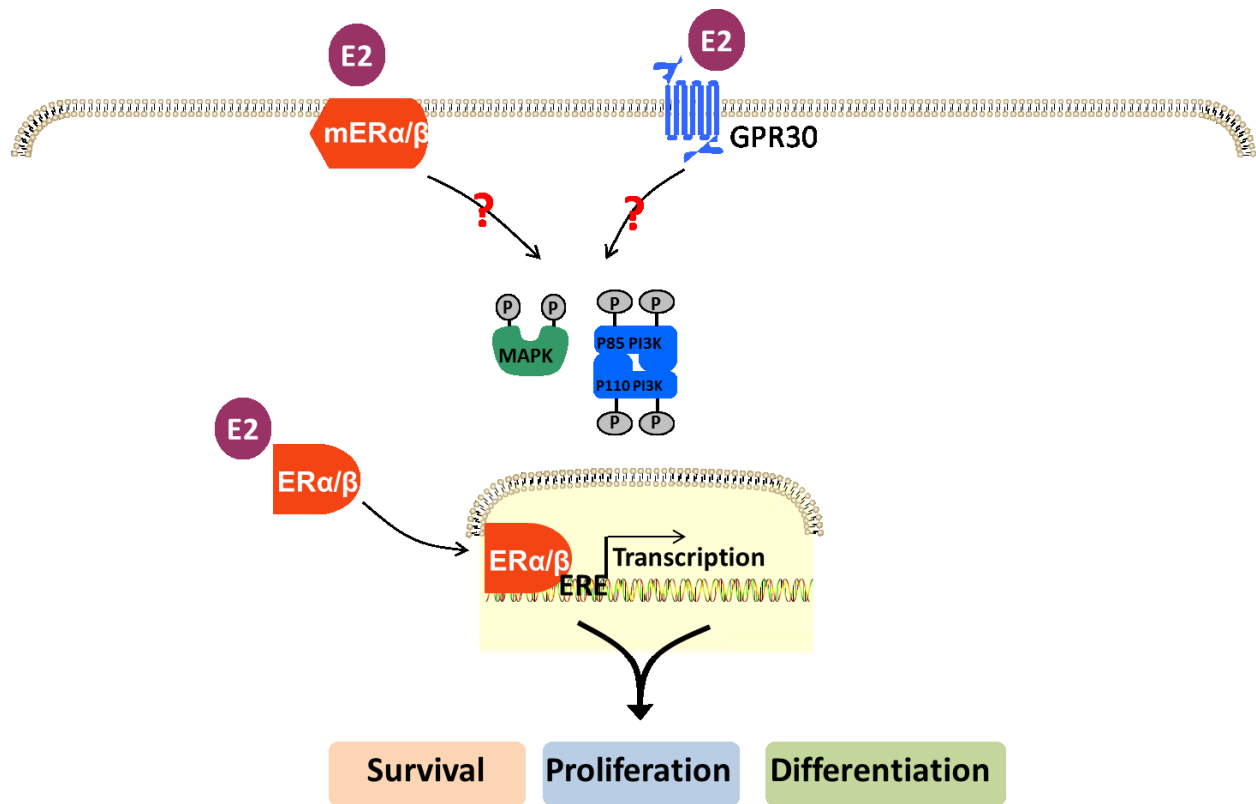 E2
E2
mERα/β
GPR30
?
?
P
P
P
P
MAPK
P85 PI3K
P110 PI3K
P
P
E2
ERα/β
ERα/β
Transcription
ERE
Survival
Proliferation
Differentiation